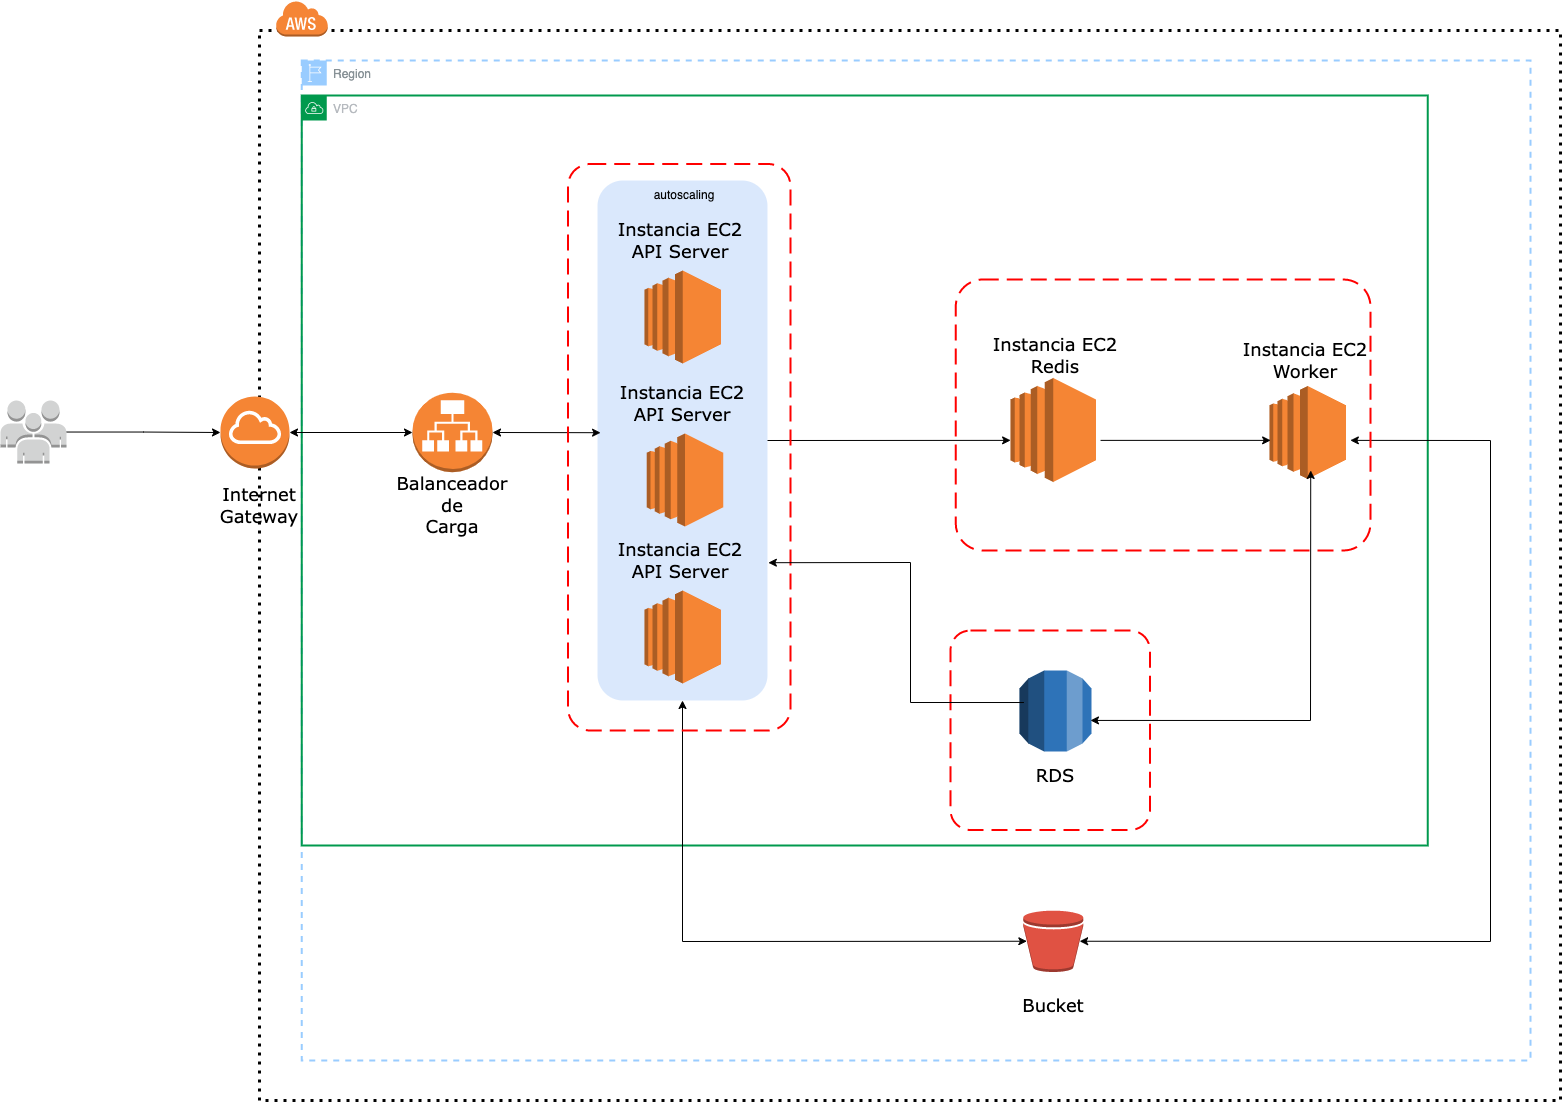 AWS
Region
VPC
autoscaling
Instancia EC2
API Server
Instancia EC2
API Server
Instancia EC2
API Server
Instancia EC2
Redis
Instancia EC2
Worker
Internet
Gateway
Balanceador
de
Carga
RDS
Bucket